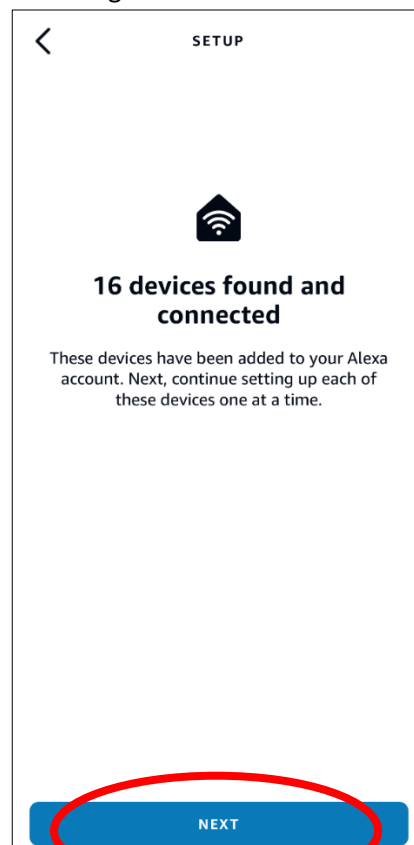 SETUP
16 devices found and
connected
These devices have been added to your Alexa
account. Next, continue setting up each of
these devices one at a time.
NEXT